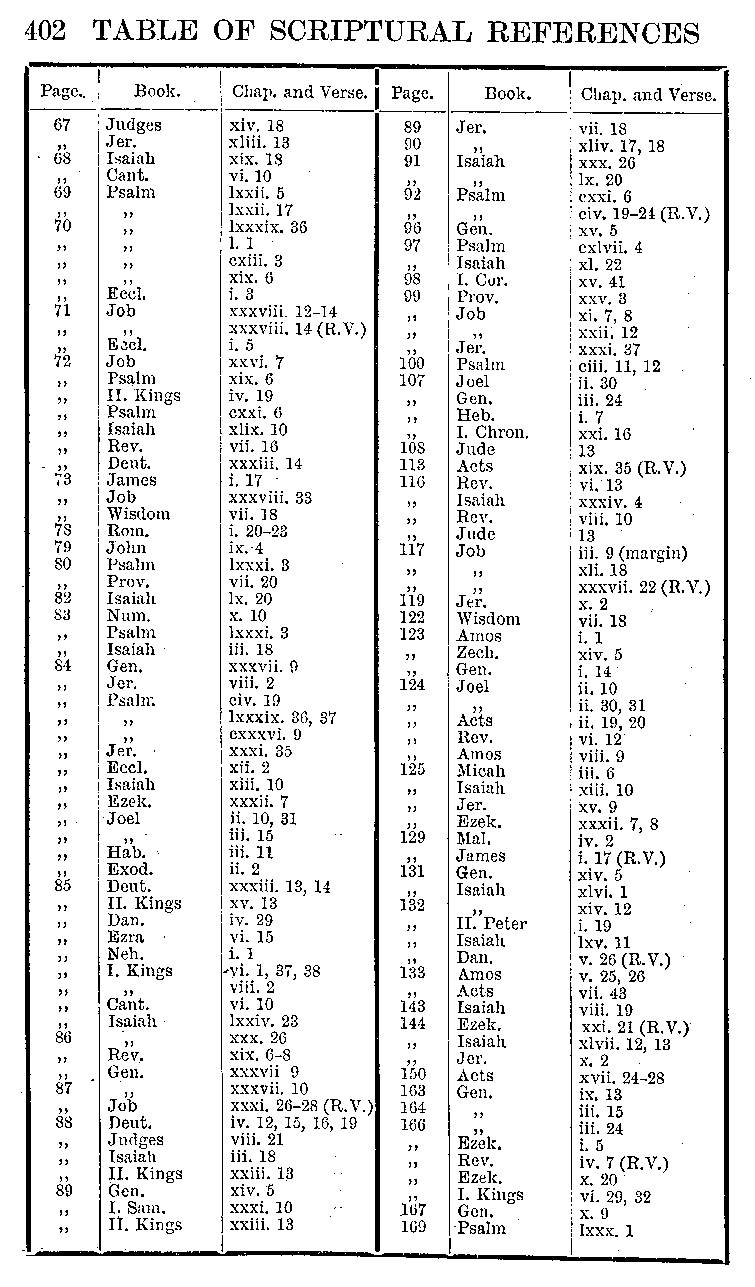 402 TABLE OF SCRIPTURAL REFERENCES
Page. Book. Chap. and Verse.
67 Judges xiv. 18
„ Jer. xliii. 13
68 Isaiah xix. 18
„ Cant. vi. 10
69 Psalm lxxii. 5
„ „ lxxii. 17
70 „ lxxxix. 36
„ „ l. 1
„ „ cxiii. 3
„ „ xix. 6
„ Eccl. i. 3
71 Job xxxviii. 12-14
„ „ xxxviii. 14 (R.V.)
„ Eccl. i. 5
72 Job xxvi. 7
„ Psalm xix. 6
„ II. Kings iv. 19
„ Psalm cxxi. 6
„ Isaiah xlix. 10
„ Rev. vii. 16
„ Deut. xxxiii. 14
73 James i. 17
„ Job xxxviii. 33
„ Wisdom vii. 18
78 Rom. i. 20-23
79 John ix. 4
80 Psalm lxxxi. 3
„ Prov. vii. 20
82 Isaiah lx. 20
83 Num. x. 10
„ Psalm lxxxi. 3
„ Isaiah iii. 18
84 Gen. xxxvii. 9
„ Jer. viii. 2
„ Psalm civ. 19
„ „ lxxxix. 36, 37
„ „ cxxxvi. 9
„ Jer. xxxi. 35
„ Eccl. xii. 2
„ Isaiah xiii. 10
„ Ezek. xxxii. 7
„ Joel ii. 10, 31
„ „ iii. 15
„ Hab. iii. 11
„ Exod. ii. 2
85 Deut. xxxiii. 13, 14
„ II. Kings xv. 13
„ Dan. iv. 29
„ Ezra vi. 15
„ Neh. i. 1
„ I. Kings vi. 1, 37, 38
„ „ viii. 2
„ Cant. vi. 10
„ Isaiah lxxiv. 23
86 „ xxx. 26
„ Rev. xix. 6-8
„ Gen. xxxvii 9
87 „ xxxvii. 10
„ Job xxxi. 26-28 (R.V.)
88 Deut. iv. 12, 15, 16, 19
„ Judges viii. 21
„ Isaiah iii. 18
„ II. Kings xxiii. 13
89 Gen. xiv. 5
„ I. Sam. xxxi. 10
„ II. Kings xxiii. 13
Page. Book. Chap. and Verse.
89 Jer. vii. 18
90 „ xliv. 17, 18
91 Isaiah xxx. 26
„ „ lx. 20
92 Psalm cxxi. 6
„ „ civ. 19-24 (R.V.)
96 Gen. xv. 5
97 Psalm cxlvii. 4
„ Isaiah xl. 22
98 I. Cor. xv. 41
99 Prov. xxv. 3
„ Job xi. 7, 8
„ „ xxii. 12
„ Jer. xxxi. 37
100 Psalm ciii. 11, 12
107 Joel ii. 30
„ Gen. iii. 24
„ Heb. i. 7
„ I. Chron. xxi. 16
108 Jude 13
113 Acts xix. 35 (R.V.)
116 Rev. vi. 13
„ Isaiah xxxiv. 4
„ Rev. viii. 10
„ Jude 13
117 Job iii. 9 (margin)
„ „ xli. 18
„ „ xxxvii. 22 (R.V.)
119 Jer. x. 2
122 Wisdom vii. 18
123 Amos i. 1
„ Zech. xiv. 5
„ Gen. i. 14
124 Joel ii. 10
„ „ ii. 30, 31
„ Acts ii. 19, 20
„ Rev. vi. 12
„ Amos viii. 9
125 Micah iii. 6
„ Isaiah xiii. 10
„ Jer. xv. 9
„ Ezek. xxxii. 7, 8
129 Mal. iv. 2
„ James i. 17 (R.V.)
131 Gen. xiv. 5
„ Isaiah xlvi. 1
132 „ xiv. 12
„ II. Peter i. 19
„ Isaiah lxv. 11
„ Dan. v. 26 (R.V.)
133 Amos v. 25, 26
„ Acts vii. 43
143 Isaiah viii. 19
144 Ezek. xxi. 21 (R.V.)
„ Isaiah xlvii. 12, 13
„ Jer. x. 2
150 Acts xvii. 24-28
163 Gen. ix. 13
164 „ iii. 15
166 „ iii. 24
„ Ezek. i. 5
„ Rev. iv. 7 (R.V.)
„ Ezek. x. 20
„ I. Kings vi. 29, 32
167 Gen. x. 9
169 Psalm lxxx. 1